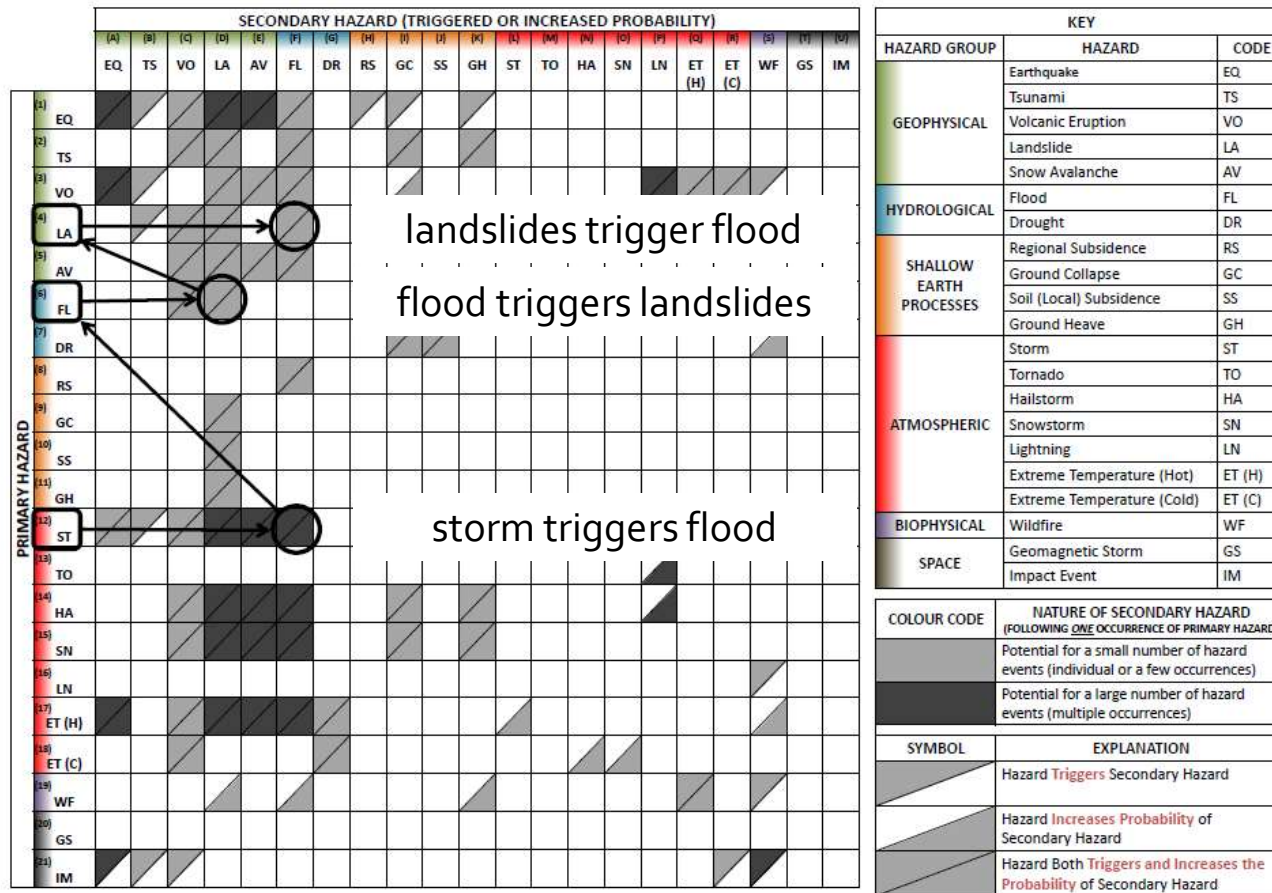 SECONDARY HAZARD (TRIGGERED OR INCREASED PROBABILITY)
(A) (B) (C) (D) (E) (F) (G) (H) (I) (J) (K) (L) (M) (N) (O) (P) (Q) (R) (S) (T) (U)
EQ TS VO LA AV FL DR RS GC SS GH ST TO HA SN LN ET (H) ET (C) WF GS IM
PRIMARY HAZARD
(1) EQ
(2) TS
(3) VO
(4) LA
landslides trigger flood
(5) AV
(6) FL
flood triggers landslides
(7) DR
(8) RS
(9) GC
(10) SS
(11) GH
(12) ST
storm triggers flood
(13) TO
(14) HA
(15) SN
(16) LN
(17) ET (H)
(18) ET (C)
(19) WF
(20) GS
(21) IM
KEY
HAZARD GROUP HAZARD CODE
GEOPHYSICAL
Earthquake EQ
Tsunami TS
Volcanic Eruption VO
Landslide LA
Snow Avalanche AV
HYDROLOGICAL
Flood FL
Drought DR
SHALLOW
EARTH
PROCESSES
Regional Subsidence RS
Ground Collapse GC
Soil (Local) Subsidence SS
Ground Heave GH
ATMOSPHERIC
Storm ST
Tornado TO
Hailstorm HA
Snowstorm SN
Lightning LN
Extreme Temperature (Hot) ET (H)
Extreme Temperature (Cold) ET (C)
BIOPHYSICAL
Wildfire WF
SPACE
Geomagnetic Storm GS
Impact Event IM
COLOUR CODE
NATURE OF SECONDARY HAZARD
(FOLLOWING ONE OCCURRENCE OF PRIMARY HAZARD
Potential for a small number of hazard
events (individual or a few occurrences)
Potential for a large number of hazard
events (multiple occurrences)
SYMBOL EXPLANATION
Hazard Triggers Secondary Hazard
Hazard Increases Probability of
Secondary Hazard
Hazard Both Triggers and Increases the
Probability of Secondary Hazard